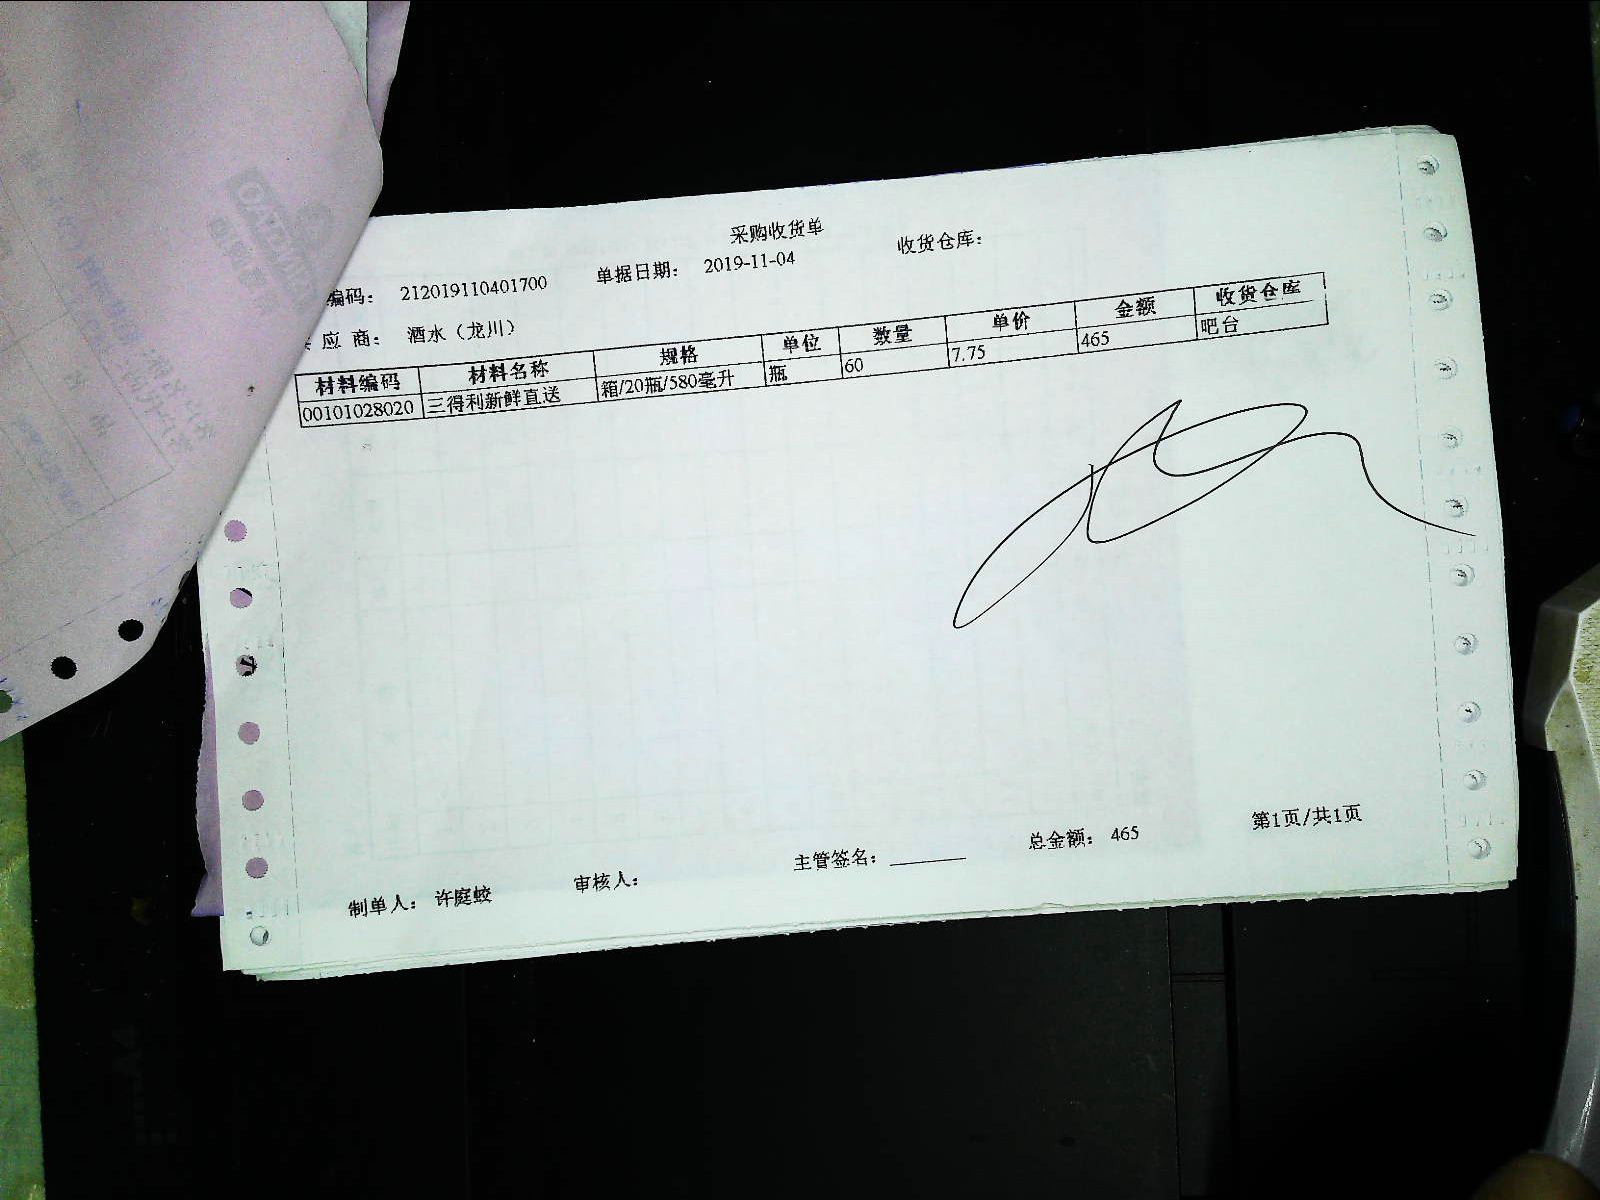 采购收货单
编码： 212019110401700 单据日期： 2019-11-04 收货仓库：
应 商： 酒水（龙川）
材料编码 材料名称 规格 单位 数量 单价 金额 收货仓库
00101028020 三得利新鲜直送 箱/20瓶/580毫升 瓶 60 7.75 465 吧台
制单人： 许庭蛟 审核人： 主管签名： 总金额： 465 第1页/共1页